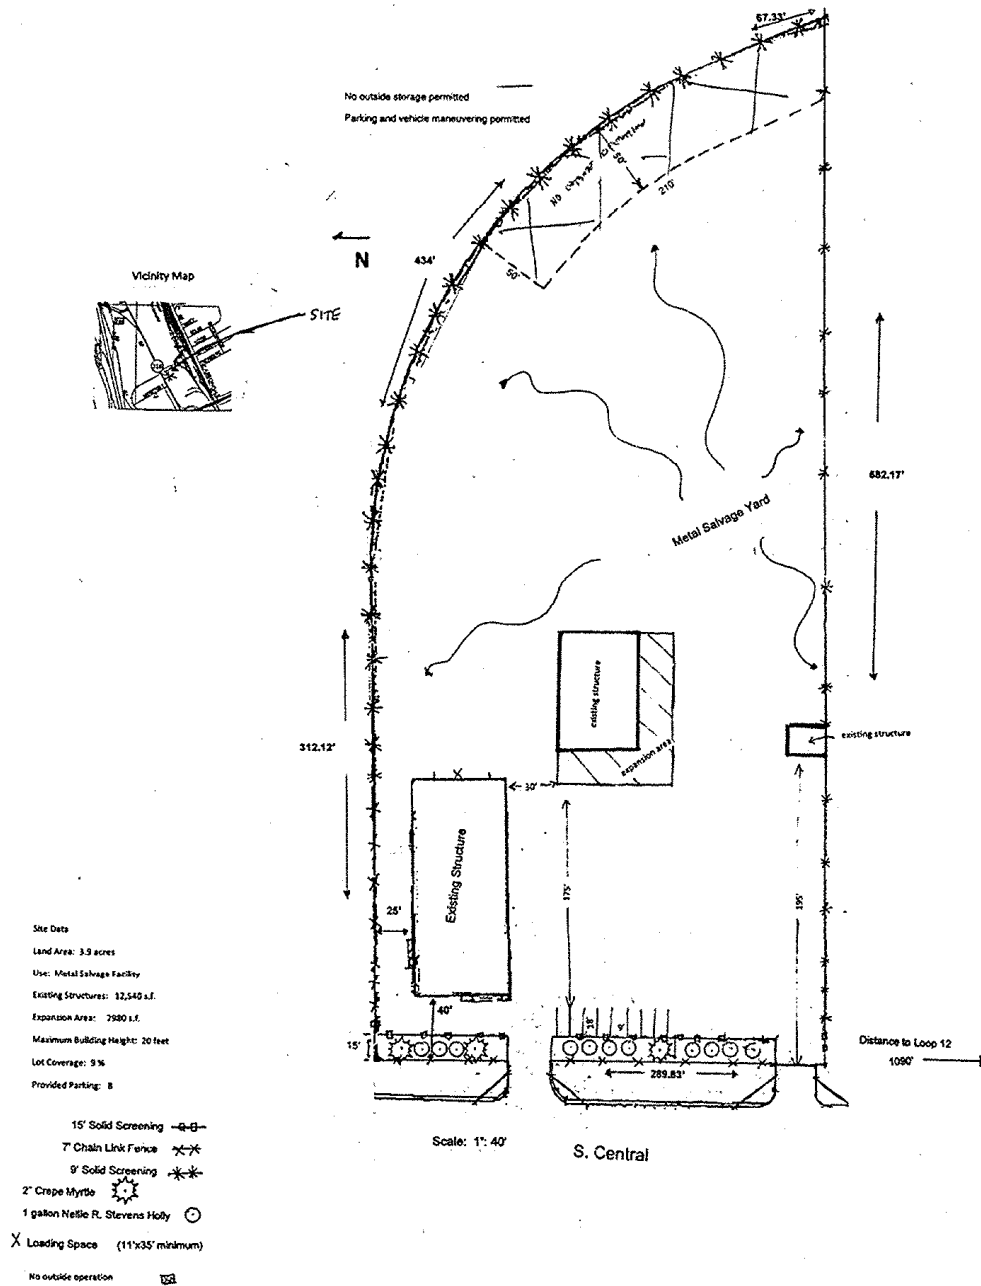 67.33'
No outside storage permitted
Parking and vehicle maneuvering permitted
50'
210'
N
434'
50'
Vicinity Map
SITE
682.17'
Metal Salvage Yard
312.12'
existing structure
expansion area
existing structure
30'
Existing Structure
175'
195'
25'
40'
15'
18'
9'
289.83'
Distance to Loop 12
1090'
Site Data
Land Area: 3.9 acres
Use: Metal Salvage Facility
Existing Structures: 12,540 s.f.
Expansion Area: 2980 s.f.
Maximum Building Height: 20 feet
Lot Coverage: 9 %
Provided Parking: 8
Scale: 1": 40'
S. Central
15' Solid Screening
7' Chain Link Fence
9' Solid Screening
2" Crepe Myrtle
1 gallon Nellie R. Stevens Holly
X Loading Space (11'x35' minimum)
No outside operation